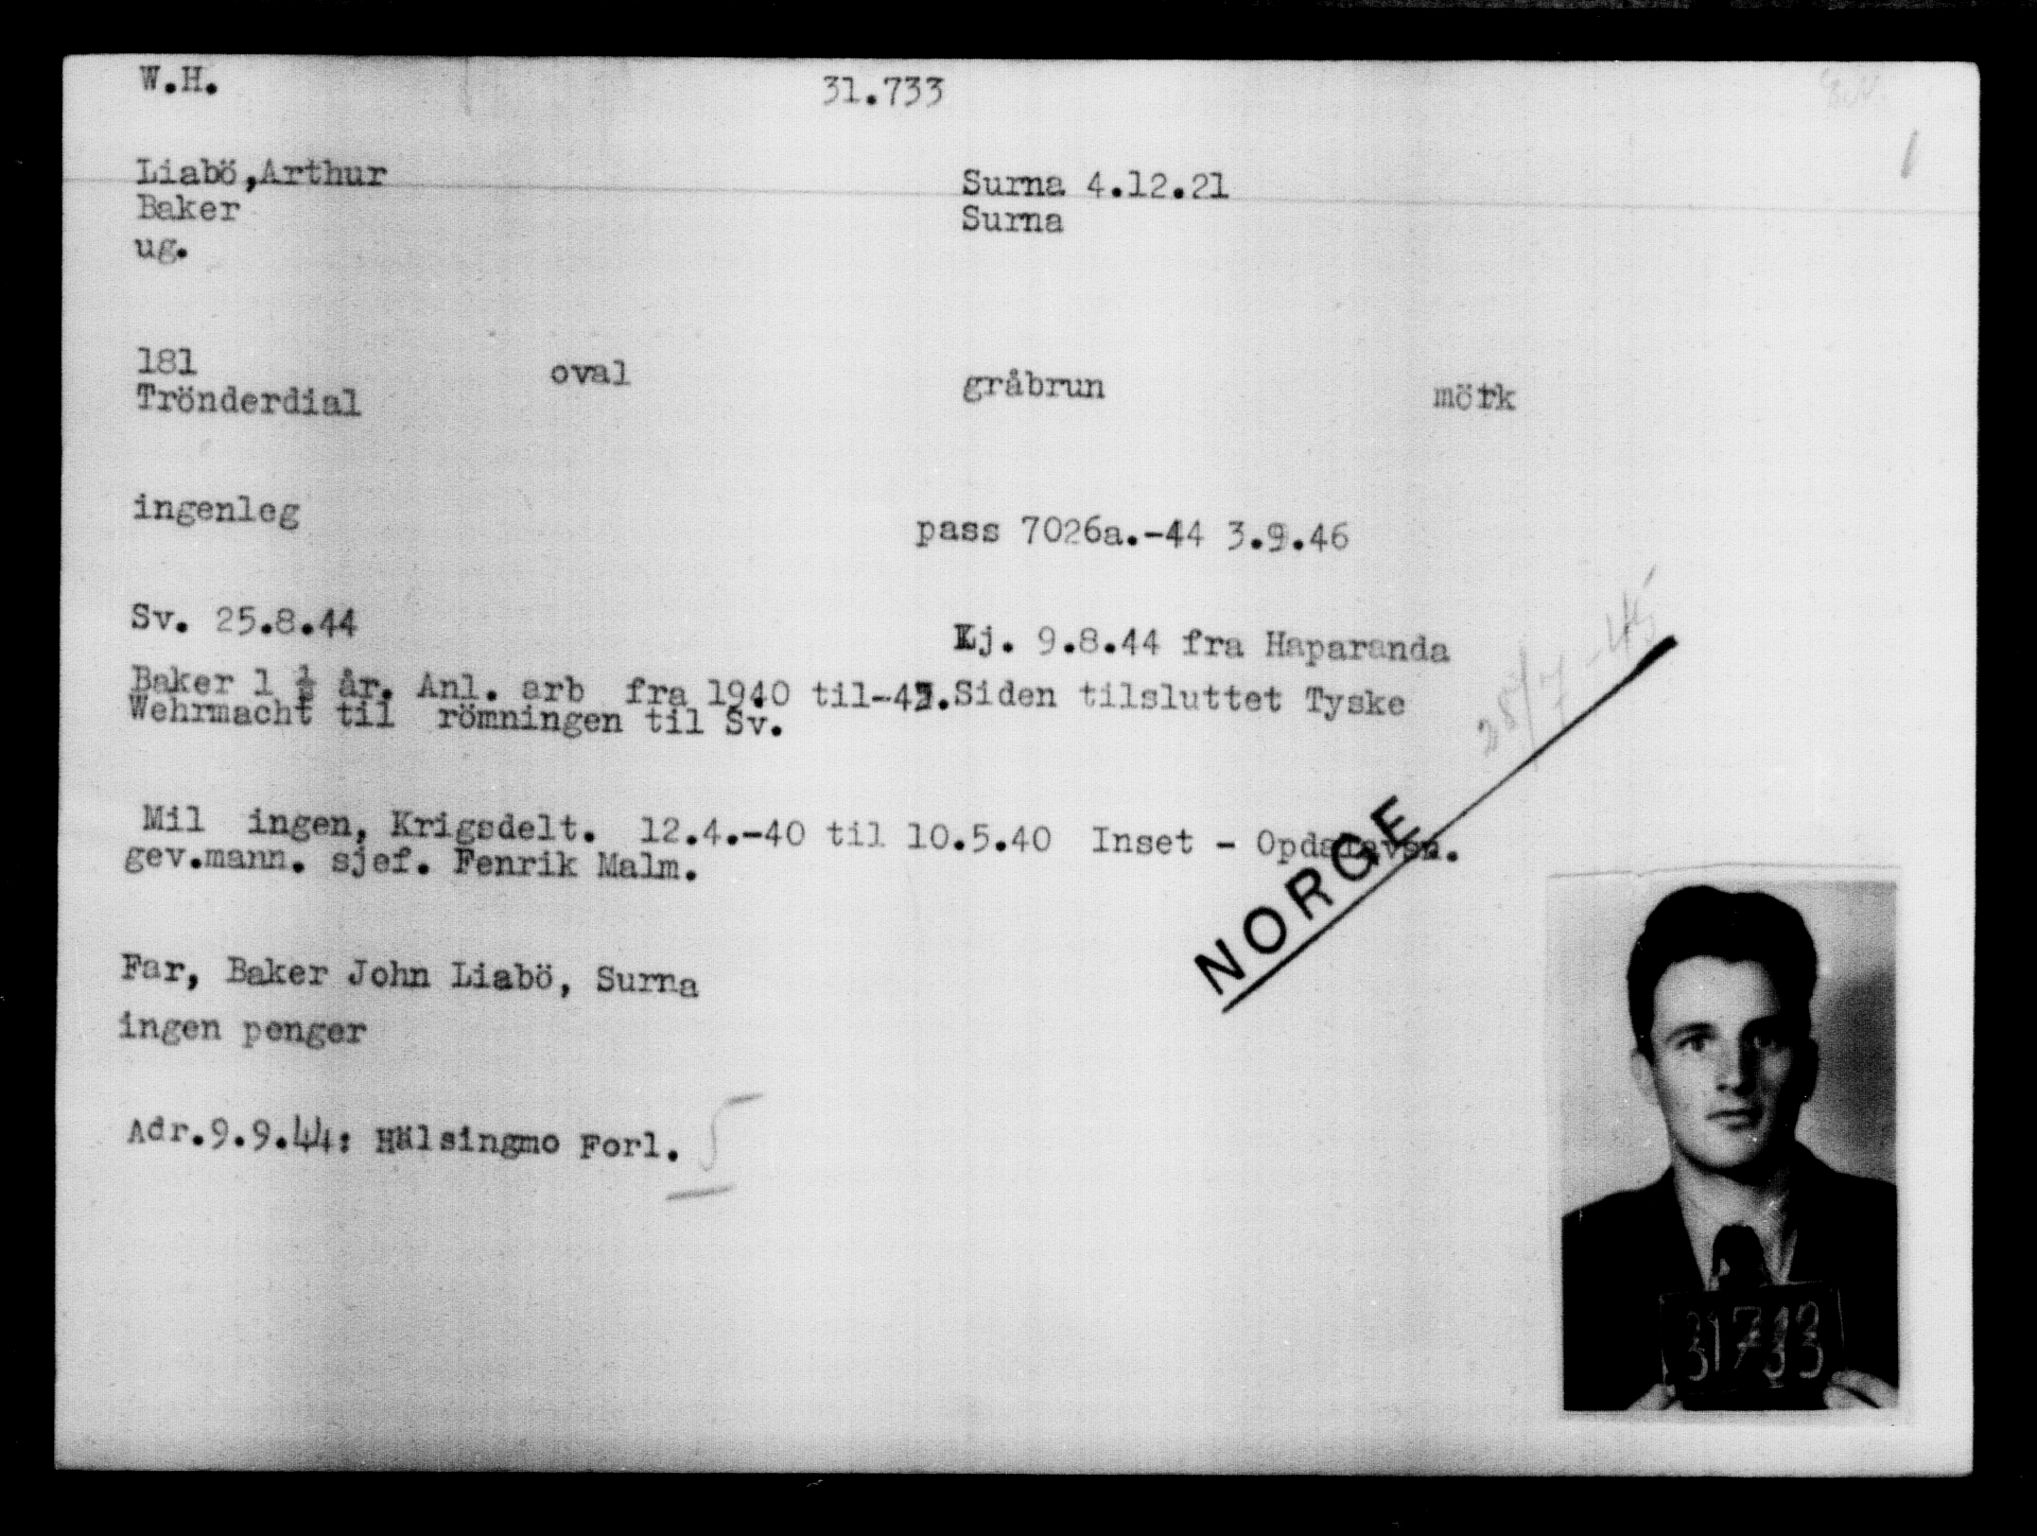 W.H. 31.733
Liabö,Arthur Surna 4.12.21
Baker Surna
ug.
181 oval gråbrun mörk
Trönderdial
ingenleg pass 7026a.-44 3.9.46
Sv. 25.8.44 Kj. 9.8.44 fra Haparanda
Baker 1 ½ år. Anl. arb fra 1940 til Siden tilsluttet Tyske
Wehrmacht til römningen til Sv.
28/7-45
Mil ingen, Krigsdelt. 12.4.-40 til 10.5.40 Inset -
gev.mann. sjef. Fenrik Malm.
NORGE
Far, Baker John Liabö, Surna
ingen penger
Adr.9.9.44: Hälsingmo Forl.
31733